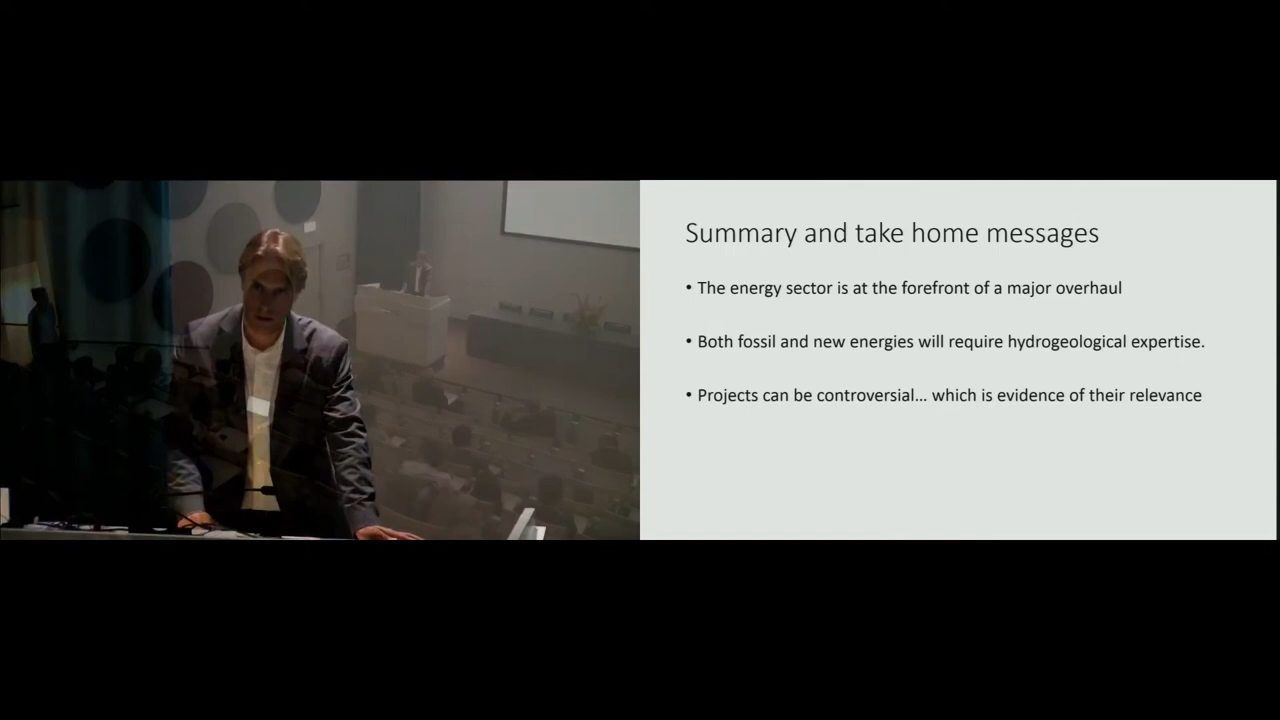 Summary and take home messages
• The energy sector is at the forefront of a major overhaul
• Both fossil and new energies will require hydrogeological expertise.
• Projects can be controversial... which is evidence of their relevance